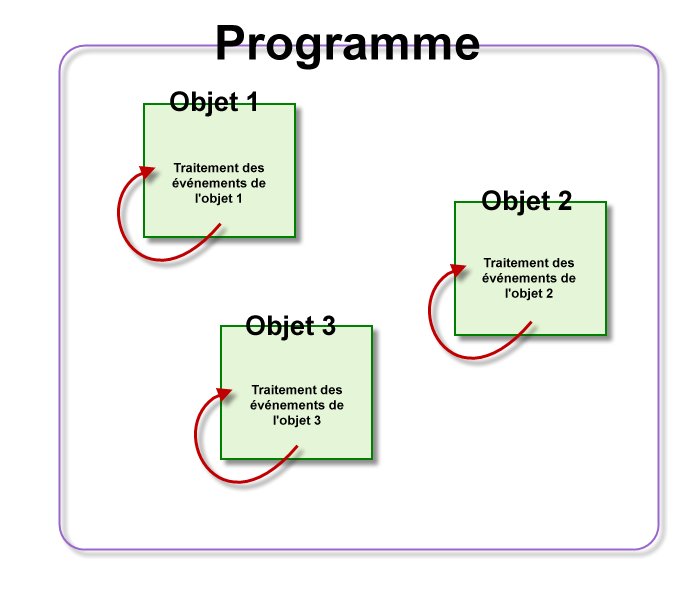 Programme
Objet 1
Traitement des
événements de
l'objet 1
Objet 2
Traitement des
événements de
l'objet 2
Objet 3
Traitement des
événements de
l'objet 3